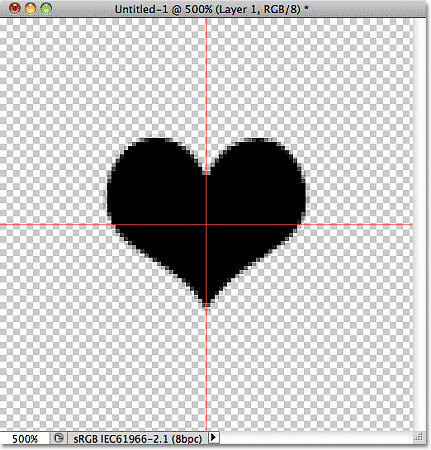 Untitled-1 @ 500% (Layer 1, RGB/8) *
500%
sRGB IEC61966-2.1 (8bpc)